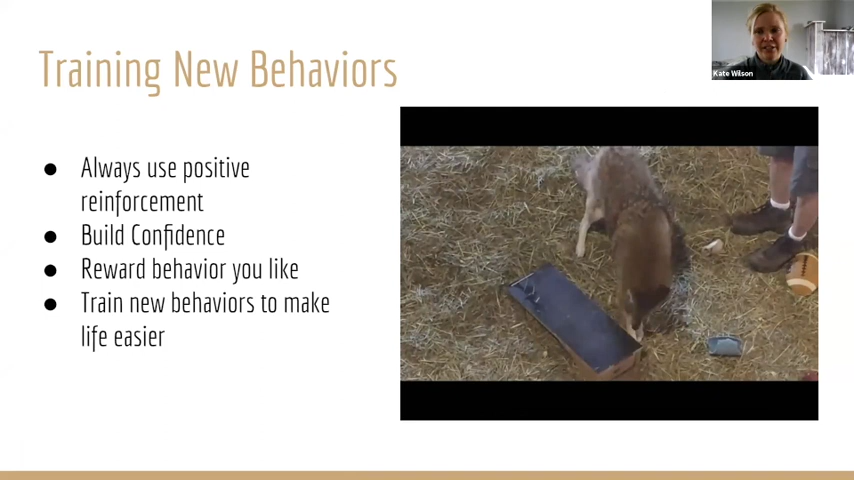 Training New Behaviors
Kate Wilson
● Always use positive
reinforcement
● Build Confidence
● Reward behavior you like
● Train new behaviors to make
life easier